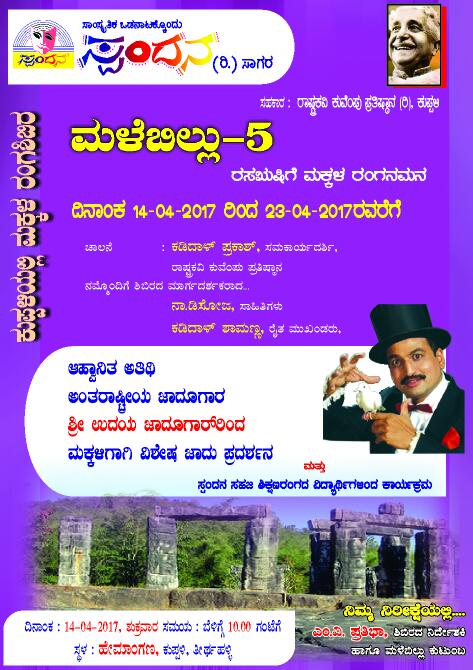 ಸಾಂಸ್ಕೃತಿಕ ಒಡನಾಟಕ್ಕೊಂದು
ಸ್ಪಂದನ
ಸ್ಪಂದನ (ರಿ.) ಸಾಗರ
ಸಹಕಾರ : ರಾಷ್ಟ್ರಕವಿ ಕುವೆಂಪು ಪ್ರತಿಷ್ಠಾನ (ರಿ), ಕುಪ್ಪಳಿ
ಕುಪ್ಪಳಿಯಲ್ಲಿ ಮಕ್ಕಳ ರಂಗಶಿಬಿರ
ಮಳೆಬಿಲ್ಲು-5
ರಸಋಷಿಗೆ ಮಕ್ಕಳ ರಂಗನಮನ
ದಿನಾಂಕ 14-04-2017 ರಿಂದ 23-04-2017ರವರೆಗೆ
ಚಾಲನೆ : ಕಡಿದಾಳ್ ಪ್ರಕಾಶ್, ಸಮಕಾರ್ಯದರ್ಶಿ,
ರಾಷ್ಟ್ರಕವಿ ಕುವೆಂಪು ಪ್ರತಿಷ್ಠಾನ
ನಮ್ಮೊಂದಿಗೆ ಶಿಬಿರದ ಮಾರ್ಗದರ್ಶಕರಾದ...
ನಾ.ಡಿಸೋಜ, ಸಾಹಿತಿಗಳು
ಕಡಿದಾಳ್ ಶಾಮಣ್ಣ, ರೈತ ಮುಖಂಡರು,
ಆಹ್ವಾನಿತ ಅತಿಥಿ
ಅಂತರಾಷ್ಟ್ರೀಯ ಜಾದೂಗಾರ
ಶ್ರೀ ಉದಯ ಜಾದೂಗಾರ್‌ರಿಂದ
ಮಕ್ಕಳಿಗಾಗಿ ವಿಶೇಷ ಜಾದು ಪ್ರದರ್ಶನ
ಮತ್ತು
ಸ್ಪಂದನ ಸಹಜ ಶಿಕ್ಷಣರಂಗದ ವಿದ್ಯಾರ್ಥಿಗಳಿಂದ ಕಾರ್ಯಕ್ರಮ
ದಿನಾಂಕ : 14-04-2017, ಶುಕ್ರವಾರ ಸಮಯ : ಬೆಳಿಗ್ಗೆ 10.00 ಗಂಟೆಗೆ
ಸ್ಥಳ : ಹೇಮಾಂಗಣ, ಕುಪ್ಪಳಿ, ತೀರ್ಥಹಳ್ಳಿ
ನಿಮ್ಮ ನಿರೀಕ್ಷೆಯಲ್ಲಿ....
ಎಂ.ವಿ. ಪ್ರತಿಭಾ, ಶಿಬಿರದ ನಿರ್ದೇಶಕಿ
ಹಾಗೂ ಮಳೆಬಿಲ್ಲು ಕುಟುಂಬ